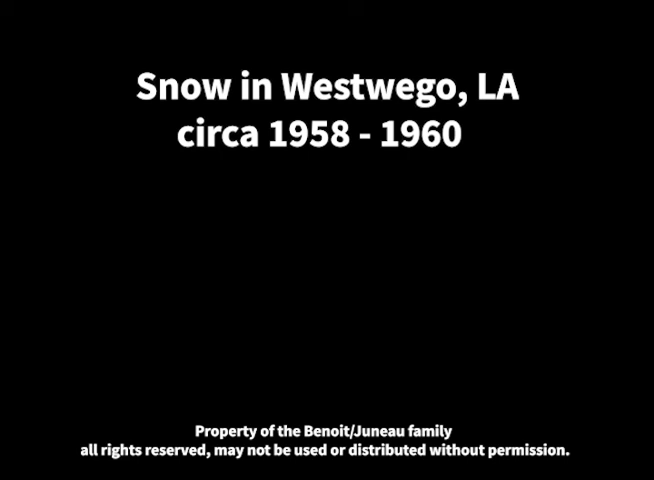 Snow in Westwego, LA
circa 1958 - 1960
Property of the Benoit/Juneau family
all rights reserved, may not be used or distributed without permission.